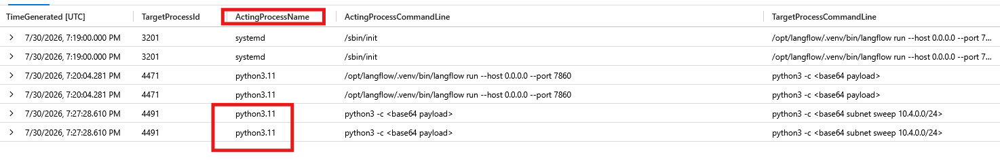 TimeGenerated [UTC] TargetProcessId ActingProcessName ActingProcessCommandLine TargetProcessCommandLine
7/30/2026, 7:19:00.000 PM 3201 systemd /sbin/init /opt/langflow/.venv/bin/langflow run --host 0.0.0.0 --port 7...
7/30/2026, 7:19:00.000 PM 3201 systemd /sbin/init /opt/langflow/.venv/bin/langflow run --host 0.0.0.0 --port 7...
7/30/2026, 7:20:04.281 PM 4471 python3.11 /opt/langflow/.venv/bin/langflow run --host 0.0.0.0 --port 7860 python3 -c <base64 payload>
7/30/2026, 7:20:04.281 PM 4471 python3.11 /opt/langflow/.venv/bin/langflow run --host 0.0.0.0 --port 7860 python3 -c <base64 payload>
7/30/2026, 7:27:28.610 PM 4491 python3.11 python3 -c <base64 payload> python3 -c <base64 subnet sweep 10.4.0.0/24>
7/30/2026, 7:27:28.610 PM 4491 python3.11 python3 -c <base64 payload> python3 -c <base64 subnet sweep 10.4.0.0/24>